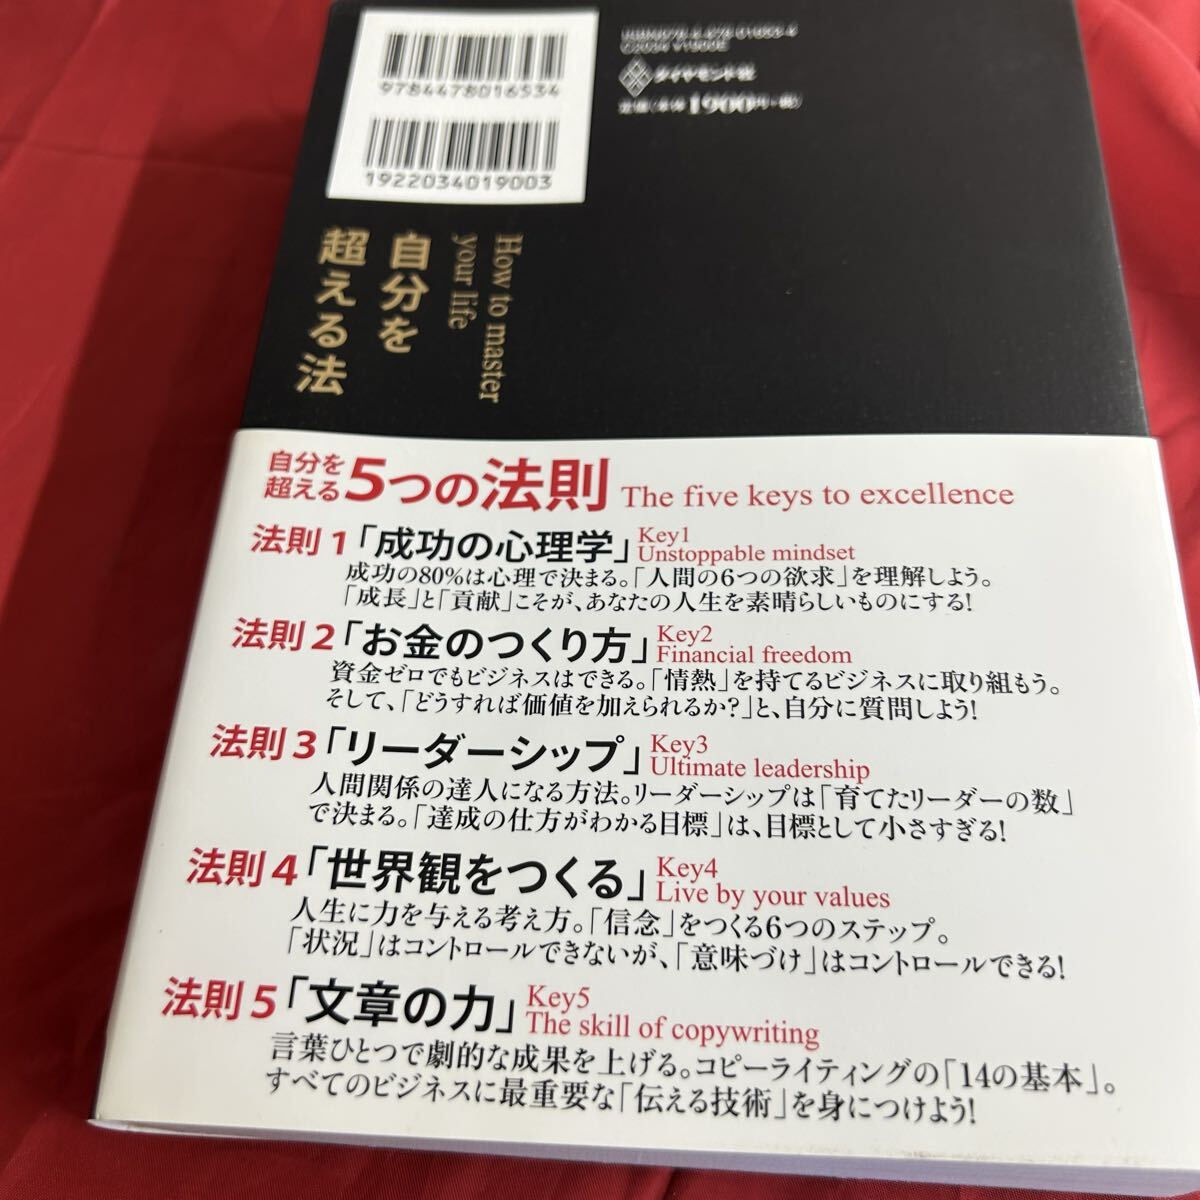 9784478016534
1922034019003
C2034 ¥1900E
ダイヤモンド社
定価(本体1900円+税)
How to master
your life
自分を
超える法
自分を
超える
5つの法則 The five keys to excellence
法則1「成功の心理学」Key1
Unstoppable mindset
成功の80%は心理で決まる。「人間の6つの欲求」を理解しよう。
「成長」と「貢献」こそが、あなたの人生を素晴らしいものにする!
法則2「お金のつくり方」Key2
Financial freedom
資金ゼロでもビジネスはできる。「情熱」を持てるビジネスに取り組もう。
そして、「どうすれば価値を加えられるか?」と、自分に質問しよう!
法則3「リーダーシップ」Key3
Ultimate leadership
人間関係の達人になる方法。リーダーシップは「育てたリーダーの数」
で決まる。「達成の仕方がわかる目標」は、目標として小さすぎる!
法則4「世界観をつくる」Key4
Live by your values
人生に力を与える考え方。「信念」をつくる6つのステップ。
「状況」はコントロールできないが、「意味づけ」はコントロールできる!
法則5「文章の力」Key5
The skill of copywriting
言葉ひとつで劇的な成果を上げる。コピーライティングの「14の基本」。
すべてのビジネスに最重要な「伝える技術」を身につけよう!